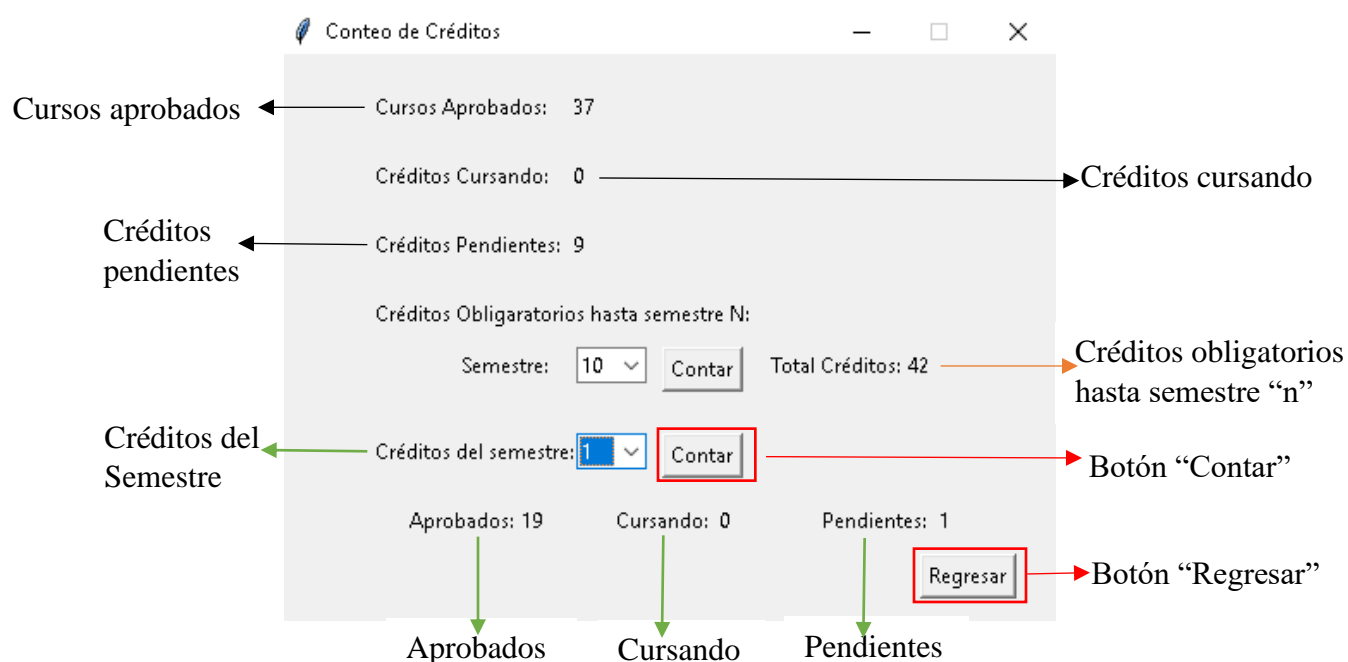 Conteo de Créditos
Cursos aprobados
Cursos Aprobados: 37
Créditos Cursando: 0
Créditos cursando
Créditos
pendientes
Créditos Pendientes: 9
Créditos Obligaratorios hasta semestre N:
Semestre: 10 Contar Total Créditos: 42
Créditos obligatorios
hasta semestre “n”
Créditos del
Semestre
Créditos del semestre: 1 Contar
Botón “Contar”
Aprobados: 19 Cursando: 0 Pendientes: 1
Regresar
Botón “Regresar”
Aprobados Cursando Pendientes